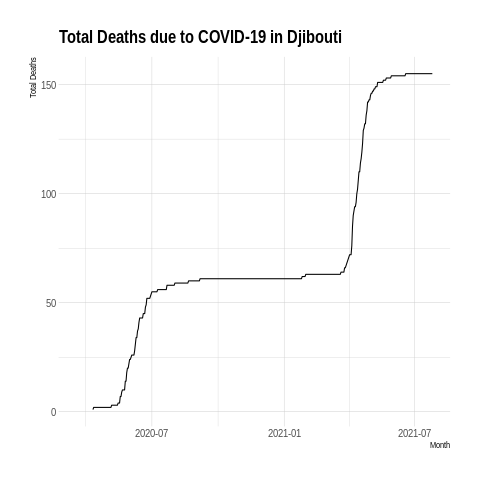 Total Deaths due to COVID-19 in Djibouti
Total Deaths
150
100
50
0
2020-07
2021-01
2021-07
Month